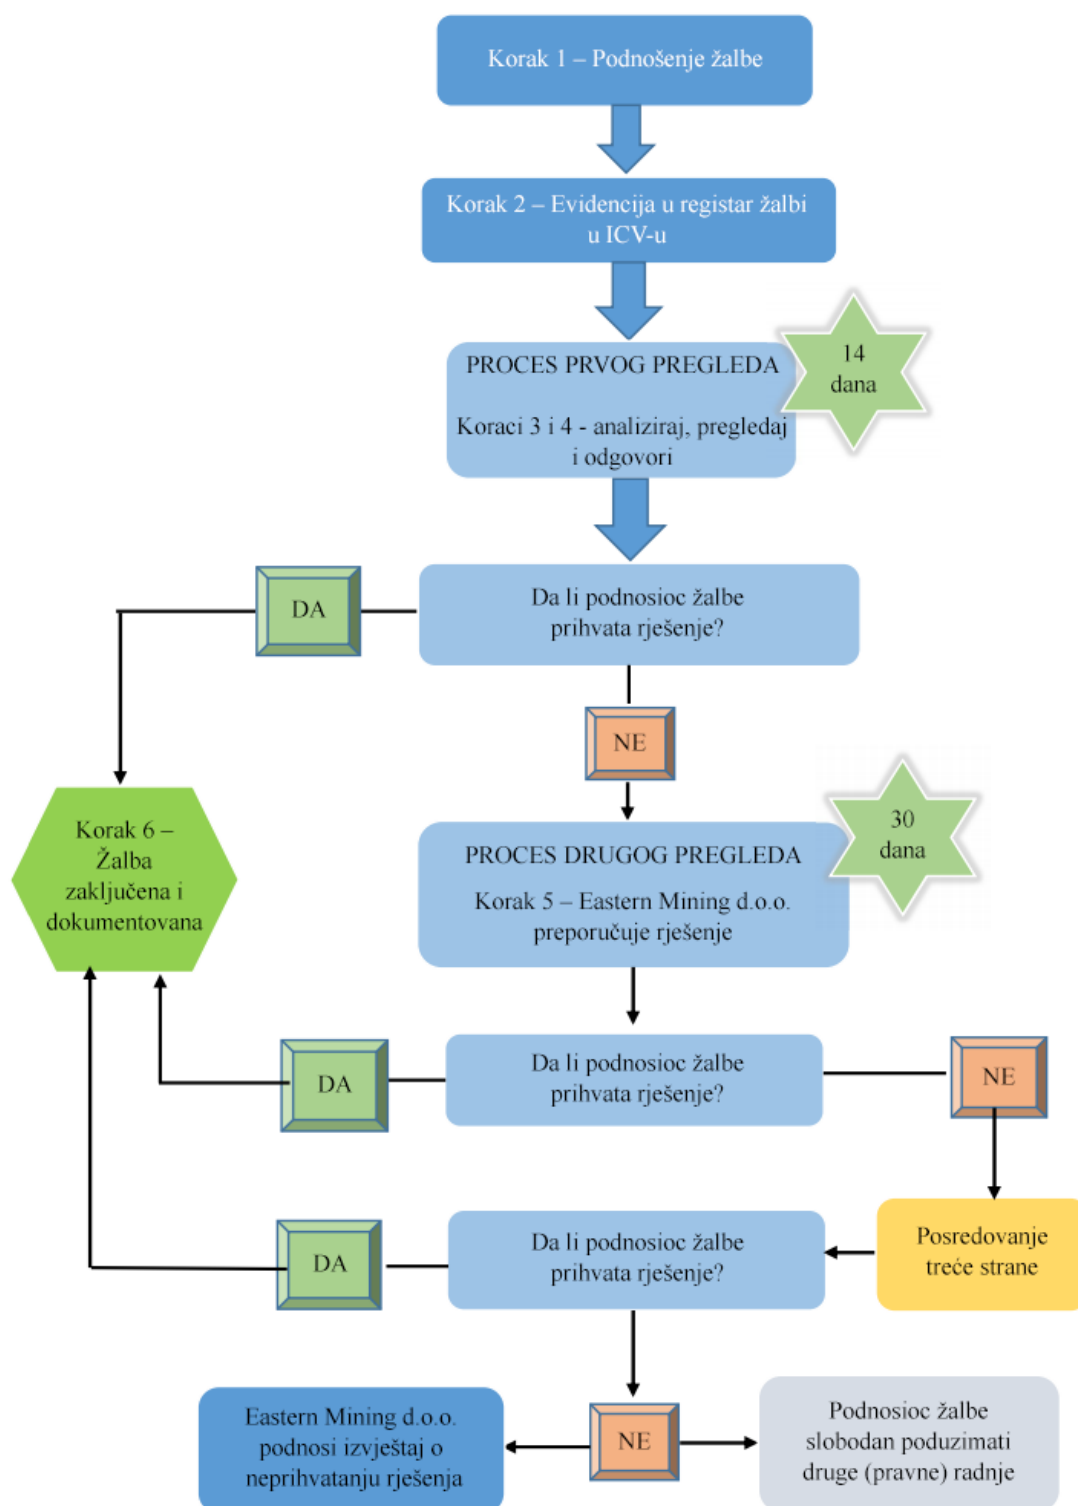 Korak 1 – Podnošenje žalbe
Korak 2 – Evidencija u registar žalbi
u ICV-u
PROCES PRVOG PREGLEDA
Koraci 3 i 4 - analiziraj, pregledaj
i odgovori
14
dana
Da li podnosioc žalbe
prihvata rješenje?
DA
NE
PROCES DRUGOG PREGLEDA
Korak 5 – Eastern Mining d.o.o.
preporučuje rješenje
30
dana
Korak 6 –
Žalba
zaključena i
dokumentovana
Da li podnosioc žalbe
prihvata rješenje?
DA
NE
Posredovanje
treće strane
Da li podnosioc žalbe
prihvata rješenje?
DA
NE
Eastern Mining d.o.o.
podnosi izvještaj o
neprihvatanju rješenja
Podnosioc žalbe
slobodan poduzimati
druge (pravne) radnje